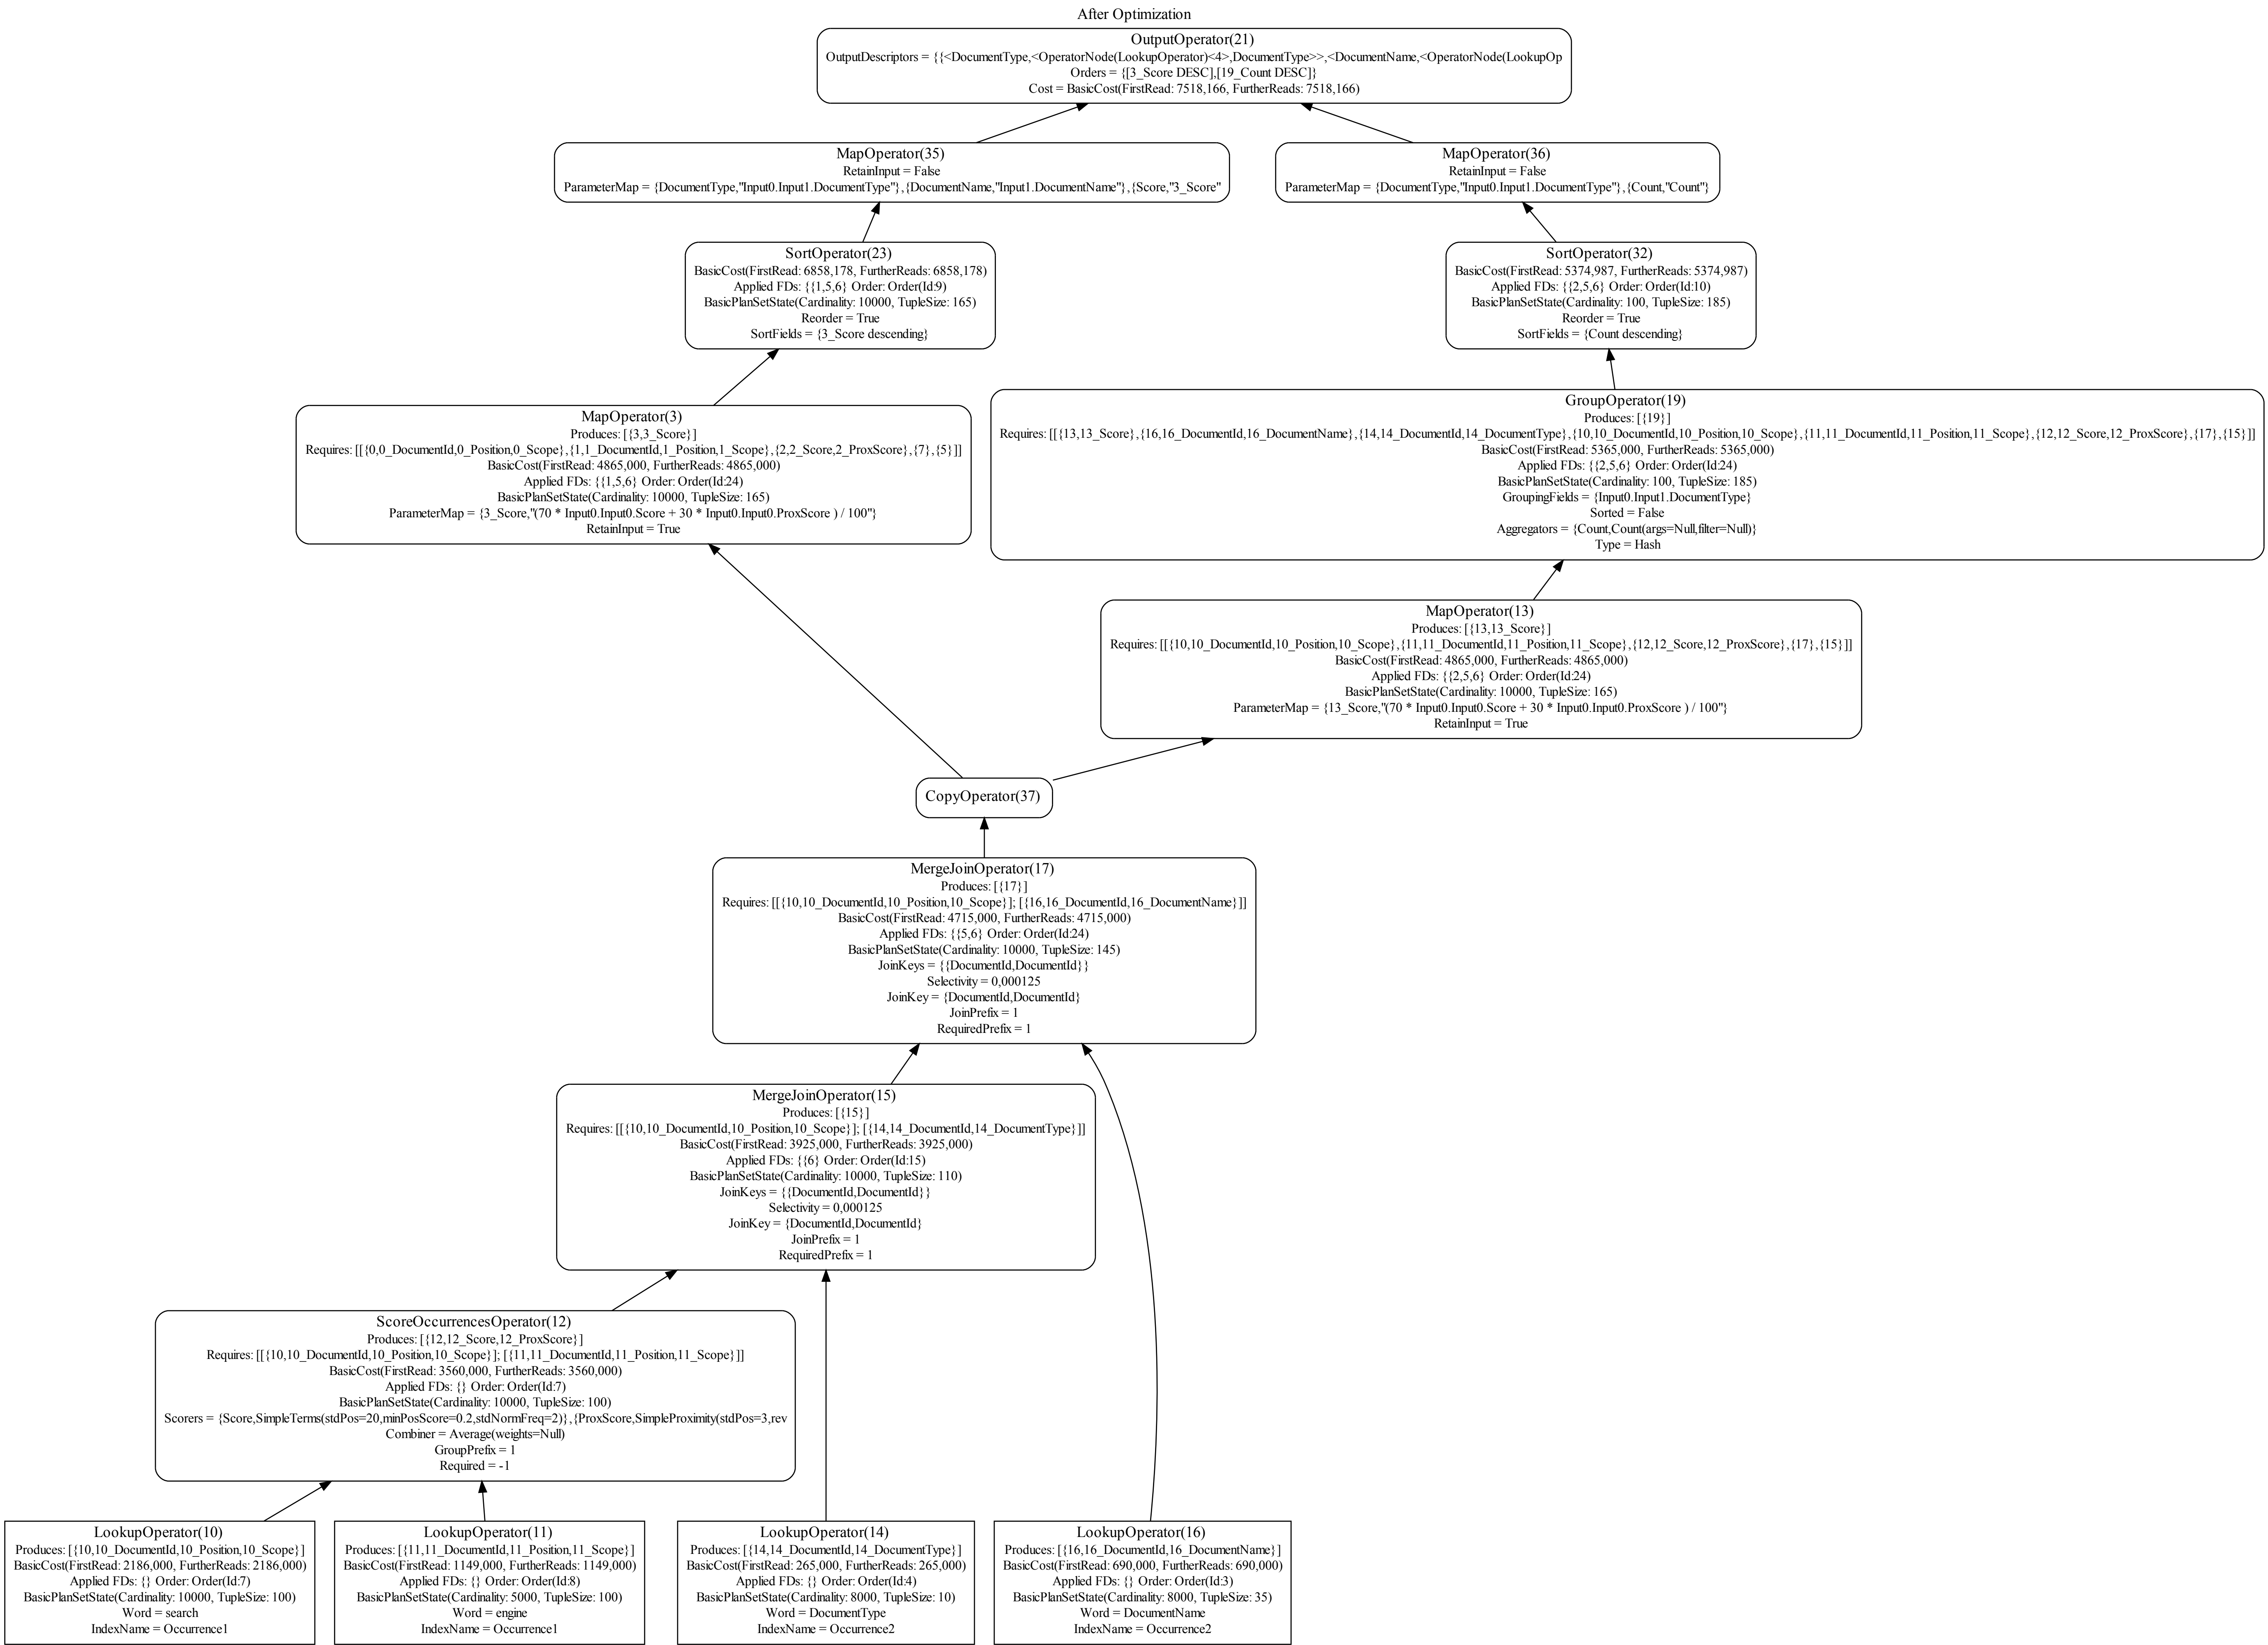 After Optimization
OutputOperator(21)
OutputDescriptors = {{<DocumentType,<OperatorNode(LookupOperator)<4>,DocumentType>>,<DocumentName,<OperatorNode(LookupOp
Orders = {[3_Score DESC],[19_Count DESC]}
Cost = BasicCost(FirstRead: 7518,166, FurtherReads: 7518,166)
MapOperator(35)
RetainInput = False
ParameterMap = {DocumentType,"Input0.Input1.DocumentType"},{DocumentName,"Input1.DocumentName"},{Score,"3_Score"
MapOperator(36)
RetainInput = False
ParameterMap = {DocumentType,"Input0.Input1.DocumentType"},{Count,"Count"}
SortOperator(23)
BasicCost(FirstRead: 6858,178, FurtherReads: 6858,178)
Applied FDs: {{1,5,6} Order: Order(Id:9)
BasicPlanSetState(Cardinality: 10000, TupleSize: 165)
Reorder = True
SortFields = {3_Score descending}
SortOperator(32)
BasicCost(FirstRead: 5374,987, FurtherReads: 5374,987)
Applied FDs: {{2,5,6} Order: Order(Id:10)
BasicPlanSetState(Cardinality: 100, TupleSize: 185)
Reorder = True
SortFields = {Count descending}
MapOperator(3)
Produces: [{3,3_Score}]
Requires: [[{0,0_DocumentId,0_Position,0_Scope},{1,1_DocumentId,1_Position,1_Scope},{2,2_Score,2_ProxScore},{7},{5}]]
BasicCost(FirstRead: 4865,000, FurtherReads: 4865,000)
Applied FDs: {{1,5,6} Order: Order(Id:24)
BasicPlanSetState(Cardinality: 10000, TupleSize: 165)
ParameterMap = {3_Score,"(70 * Input0.Input0.Score + 30 * Input0.Input0.ProxScore ) / 100"}
RetainInput = True
GroupOperator(19)
Produces: [{19}]
Requires: [[{13,13_Score},{16,16_DocumentId,16_DocumentName},{14,14_DocumentId,14_DocumentType},{10,10_DocumentId,10_Position,10_Scope},{11,11_DocumentId,11_Position,11_Scope},{12,12_Score,12_ProxScore},{17},{15}]]
BasicCost(FirstRead: 5365,000, FurtherReads: 5365,000)
Applied FDs: {{2,5,6} Order: Order(Id:24)
BasicPlanSetState(Cardinality: 100, TupleSize: 185)
GroupingFields = {Input0.Input1.DocumentType}
Sorted = False
Aggregators = {Count,Count(args=Null,filter=Null)}
Type = Hash
MapOperator(13)
Produces: [{13,13_Score}]
Requires: [[{10,10_DocumentId,10_Position,10_Scope},{11,11_DocumentId,11_Position,11_Scope},{12,12_Score,12_ProxScore},{17},{15}]]
BasicCost(FirstRead: 4865,000, FurtherReads: 4865,000)
Applied FDs: {{2,5,6} Order: Order(Id:24)
BasicPlanSetState(Cardinality: 10000, TupleSize: 165)
ParameterMap = {13_Score,"(70 * Input0.Input0.Score + 30 * Input0.Input0.ProxScore ) / 100"}
RetainInput = True
CopyOperator(37)
MergeJoinOperator(17)
Produces: [{17}]
Requires: [[{10,10_DocumentId,10_Position,10_Scope}]; [{16,16_DocumentId,16_DocumentName}]]
BasicCost(FirstRead: 4715,000, FurtherReads: 4715,000)
Applied FDs: {{5,6} Order: Order(Id:24)
BasicPlanSetState(Cardinality: 10000, TupleSize: 145)
JoinKeys = {{DocumentId,DocumentId}}
Selectivity = 0,000125
JoinKey = {DocumentId,DocumentId}
JoinPrefix = 1
RequiredPrefix = 1
MergeJoinOperator(15)
Produces: [{15}]
Requires: [[{10,10_DocumentId,10_Position,10_Scope}]; [{14,14_DocumentId,14_DocumentType}]]
BasicCost(FirstRead: 3925,000, FurtherReads: 3925,000)
Applied FDs: {{6} Order: Order(Id:15)
BasicPlanSetState(Cardinality: 10000, TupleSize: 110)
JoinKeys = {{DocumentId,DocumentId}}
Selectivity = 0,000125
JoinKey = {DocumentId,DocumentId}
JoinPrefix = 1
RequiredPrefix = 1
ScoreOccurrencesOperator(12)
Produces: [{12,12_Score,12_ProxScore}]
Requires: [[{10,10_DocumentId,10_Position,10_Scope}]; [{11,11_DocumentId,11_Position,11_Scope}]]
BasicCost(FirstRead: 3560,000, FurtherReads: 3560,000)
Applied FDs: {} Order: Order(Id:7)
BasicPlanSetState(Cardinality: 10000, TupleSize: 100)
Scorers = {Score,SimpleTerms(stdPos=20,minPosScore=0.2,stdNormFreq=2)},{ProxScore,SimpleProximity(stdPos=3,rev
Combiner = Average(weights=Null)
GroupPrefix = 1
Required = -1
LookupOperator(10)
Produces: [{10,10_DocumentId,10_Position,10_Scope}]
BasicCost(FirstRead: 2186,000, FurtherReads: 2186,000)
Applied FDs: {} Order: Order(Id:7)
BasicPlanSetState(Cardinality: 10000, TupleSize: 100)
Word = search
IndexName = Occurrence1
LookupOperator(11)
Produces: [{11,11_DocumentId,11_Position,11_Scope}]
BasicCost(FirstRead: 1149,000, FurtherReads: 1149,000)
Applied FDs: {} Order: Order(Id:8)
BasicPlanSetState(Cardinality: 5000, TupleSize: 100)
Word = engine
IndexName = Occurrence1
LookupOperator(14)
Produces: [{14,14_DocumentId,14_DocumentType}]
BasicCost(FirstRead: 265,000, FurtherReads: 265,000)
Applied FDs: {} Order: Order(Id:4)
BasicPlanSetState(Cardinality: 8000, TupleSize: 10)
Word = DocumentType
IndexName = Occurrence2
LookupOperator(16)
Produces: [{16,16_DocumentId,16_DocumentName}]
BasicCost(FirstRead: 690,000, FurtherReads: 690,000)
Applied FDs: {} Order: Order(Id:3)
BasicPlanSetState(Cardinality: 8000, TupleSize: 35)
Word = DocumentName
IndexName = Occurrence2